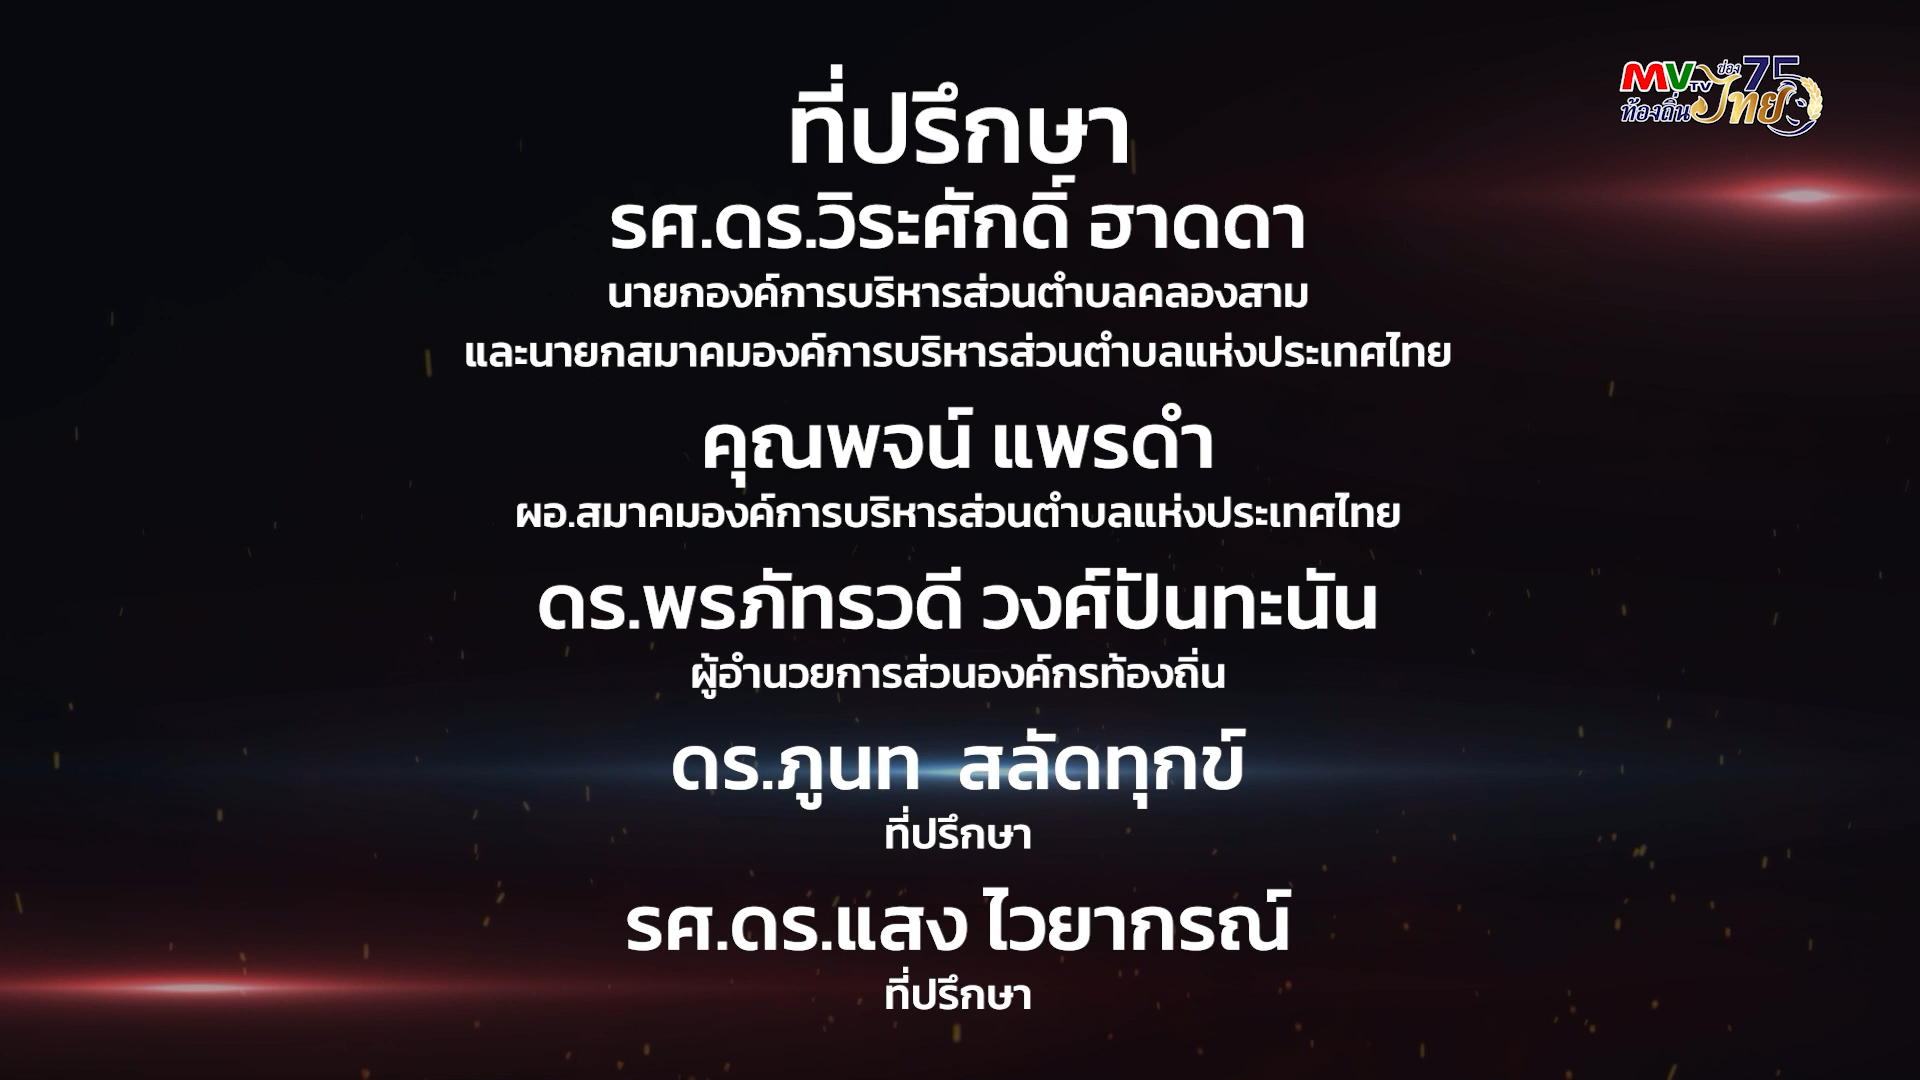 MVTV ช่อง 75
ท้องถิ่นไทย
ที่ปรึกษา
รศ.ดร.วิระศักดิ์ ฮาดดา
นายกองค์การบริหารส่วนตำบลคลองสาม
และนายกสมาคมองค์การบริหารส่วนตำบลแห่งประเทศไทย
คุณพจน์ แพรดำ
ผอ.สมาคมองค์การบริหารส่วนตำบลแห่งประเทศไทย
ดร.พรภัทรวดี วงศ์ปันทะนัน
ผู้อำนวยการส่วนองค์กรท้องถิ่น
ดร.ภูนท  สลัดทุกข์
ที่ปรึกษา
รศ.ดร.แสง ไวยากรณ์
ที่ปรึกษา